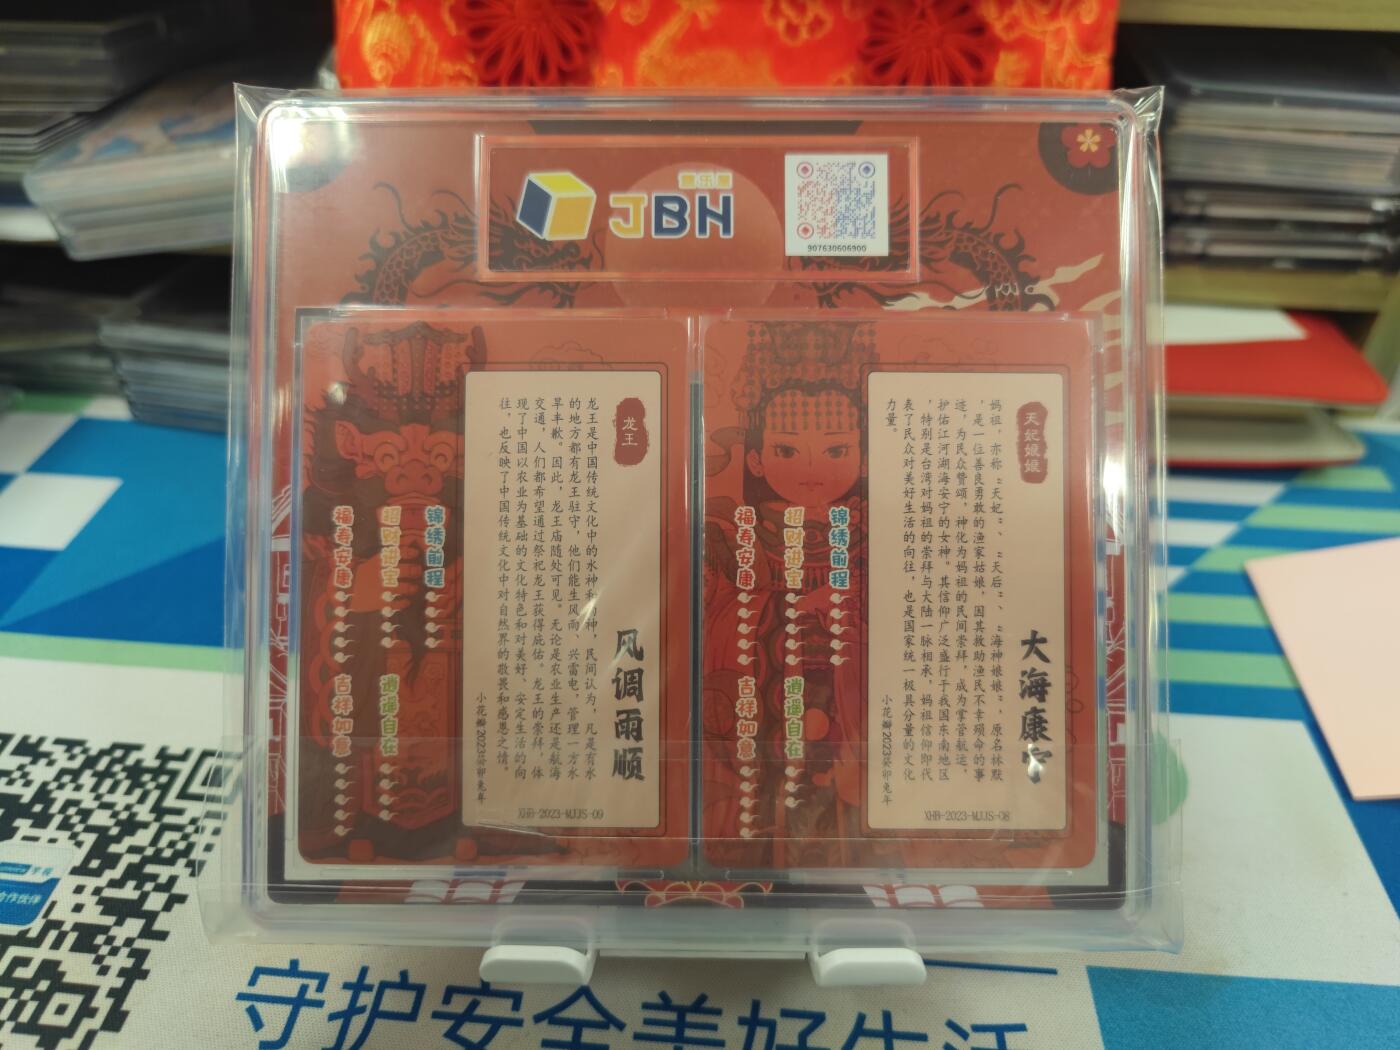 集乐屋
JBH
907630606900
龙王
风调雨顺
龙王是中国传统文化中的水神和动神，民间认为，凡是有水
的地方都有龙王驻守，他们能生风雨、兴雷电，管理一方水
旱丰歉。因此，龙王庙随处可见。无论是农业生产还是航海
交通，人们都希望通过祭祀龙王获得庇佑。龙王的崇拜，体
现了中国以农业为基础的文化特色和对美好、安定生活的向
往，也反映了中国传统文化中对自然界的敬畏和感恩之情。
小花瓣2023癸卯兔年
XHB-2023-MJJS-09
锦绣前程
招财进宝
逍遥自在
福寿安康
吉祥如意
天妃娘娘
大海康宁
妈祖，亦称“天妃”、“天后”、“海神娘娘”，原名林默
，是一位善良勇敢的渔家姑娘，因其救助渔民不幸殒命的事
迹，为民众赞颂，神化为妈祖的民间崇拜，成为掌管航运，
护佑江河湖海安宁的女神。其信仰广泛盛行于我国东南地区
，特别是台湾对妈祖的崇拜与大陆一脉相承，妈祖信仰即代
表了民众对美好生活的向往，也是国家统一极具分量的文化
力量。
小花瓣2023癸卯兔年
XHB-2023-MJJS-08
锦绣前程
招财进宝
逍遥自在
福寿安康
吉祥如意
合作伙伴
守护安全美好生活